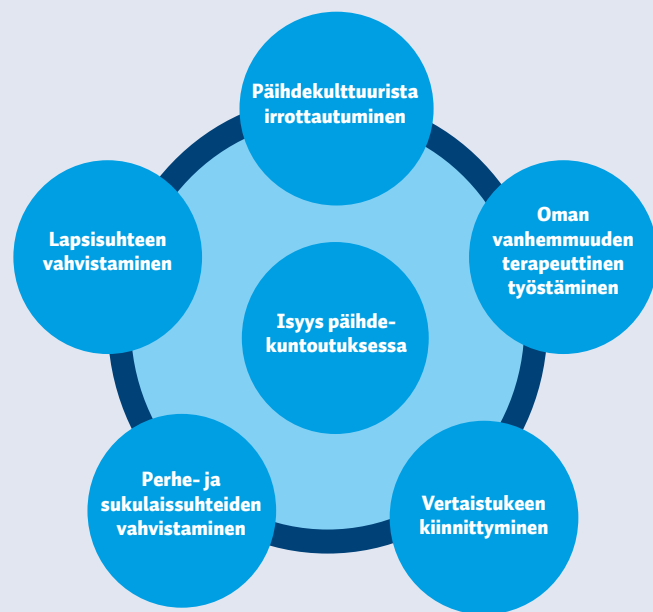 Päihdekulttuurista
irrottautuminen
Oman
vanhemmuuden
terapeuttinen
työstäminen
Lapsisuhteen
vahvistaminen
Isyys päihde-
kuntoutuksessa
Perhe- ja
sukulaissuhteiden
vahvistaminen
Vertaistukeen
kiinnittyminen